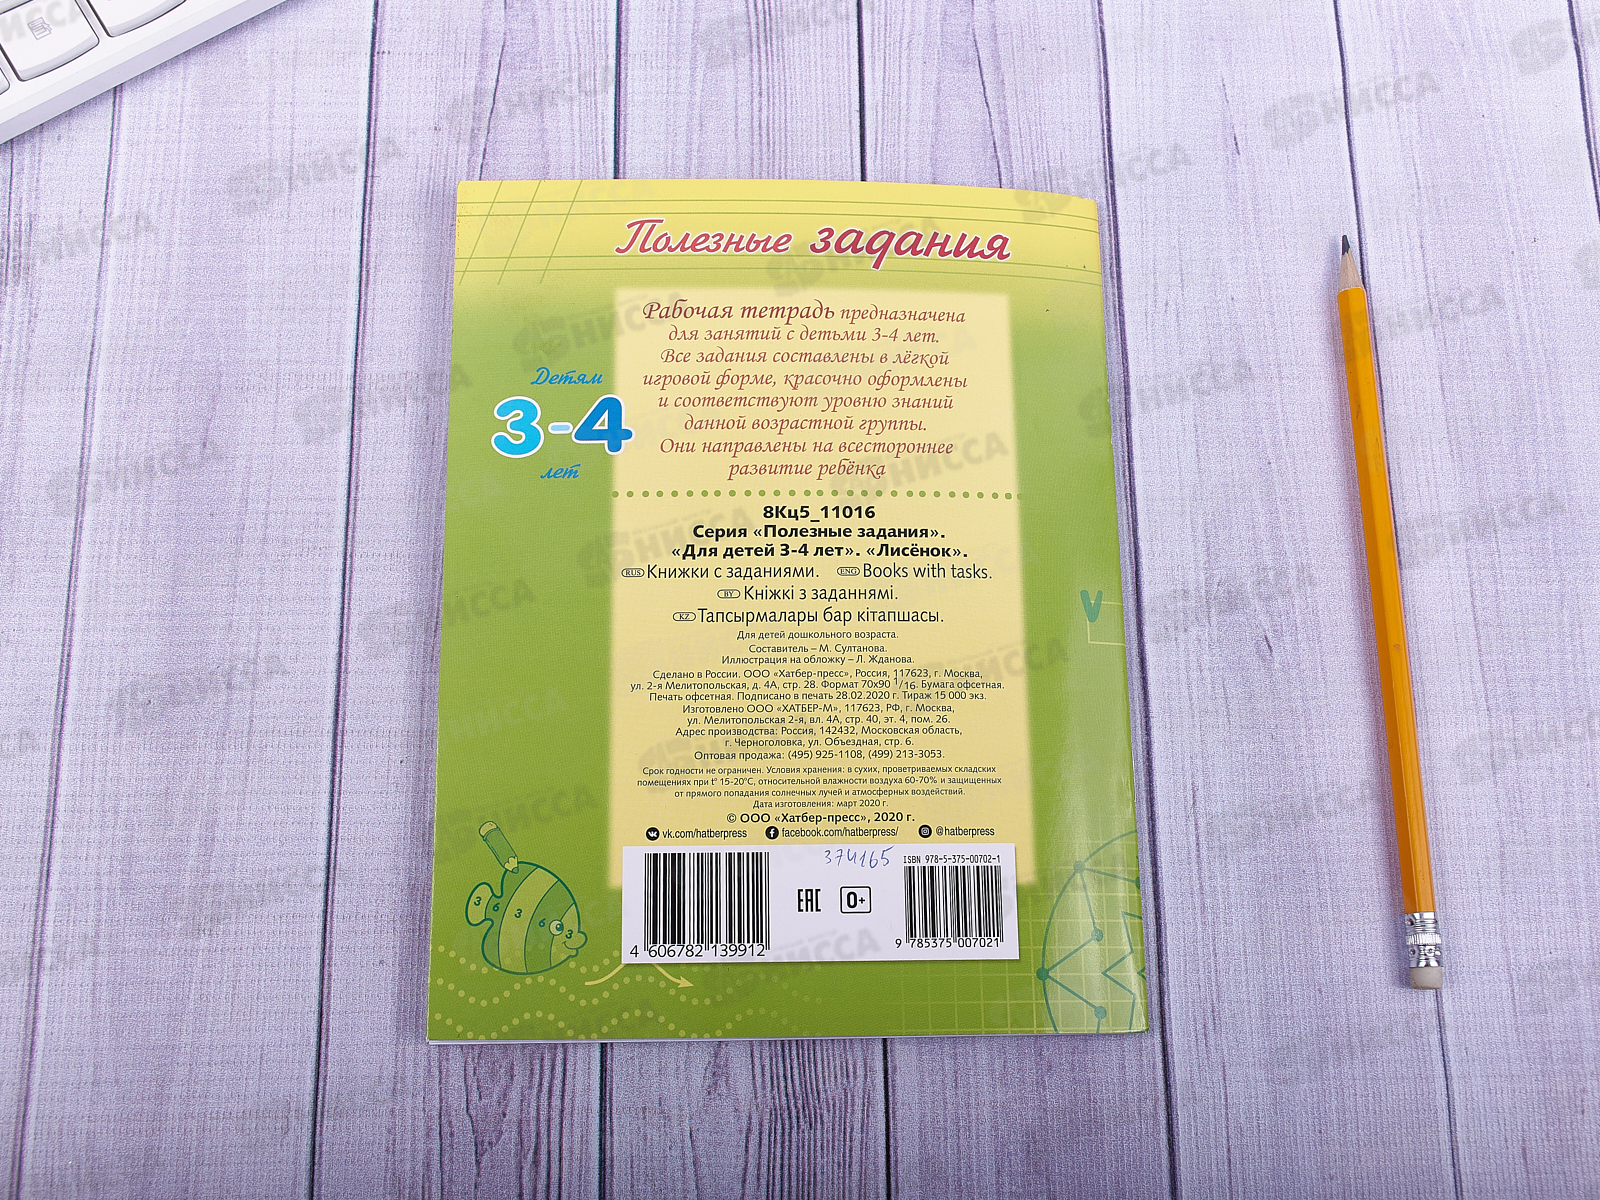 Полезные задания
Рабочая тетрадь предназначена
для занятий с детьми 3-4 лет.
Все задания составлены в лёгкой
игровой форме, красочно оформлены
и соответствуют уровню знаний
данной возрастной группы.
Они направлены на всестороннее
развитие ребёнка
Детям
3-4
лет
8Кц5_11016
Серия «Полезные задания».
«Для детей 3-4 лет». «Лисёнок».
RUS Книжки с заданиями. ENG Books with tasks.
BY Кніжкі з заданнямі.
KZ Тапсырмалары бар кітапшасы.
Для детей дошкольного возраста.
Составитель – М. Султанова.
Иллюстрация на обложку – Л. Жданова.
Сделано в России. ООО «Хатбер-пресс», Россия, 117623, г. Москва,
ул. 2-я Мелитопольская, д. 4А, стр. 28. Формат 70х90 1/16. Бумага офсетная.
Печать офсетная. Подписано в печать 28.02.2020 г. Тираж 15 000 экз.
Изготовлено ООО «ХАТБЕР-М», 117623, РФ, г. Москва,
ул. Мелитопольская 2-я, вл. 4А, стр. 40, эт. 4, пом. 26.
Адрес производства: Россия, 142432, Московская область,
г. Черноголовка, ул. Объездная, стр. 6.
Оптовая продажа: (495) 925-1108, (499) 213-3053.
Срок годности не ограничен. Условия хранения: в сухих, проветриваемых складских
помещениях при t° 15-20°С, относительной влажности воздуха 60-70% и защищенных
от прямого попадания солнечных лучей и атмосферных воздействий.
Дата изготовления: март 2020 г.
© ООО «Хатбер-пресс», 2020 г.
vk.com/hatberpress facebook.com/hatberpress/ @hatberpress
374165 ISBN 978-5-375-00702-1
EAC 0+
4 606782 139912 9 785375 007021
3 6 3 6 3